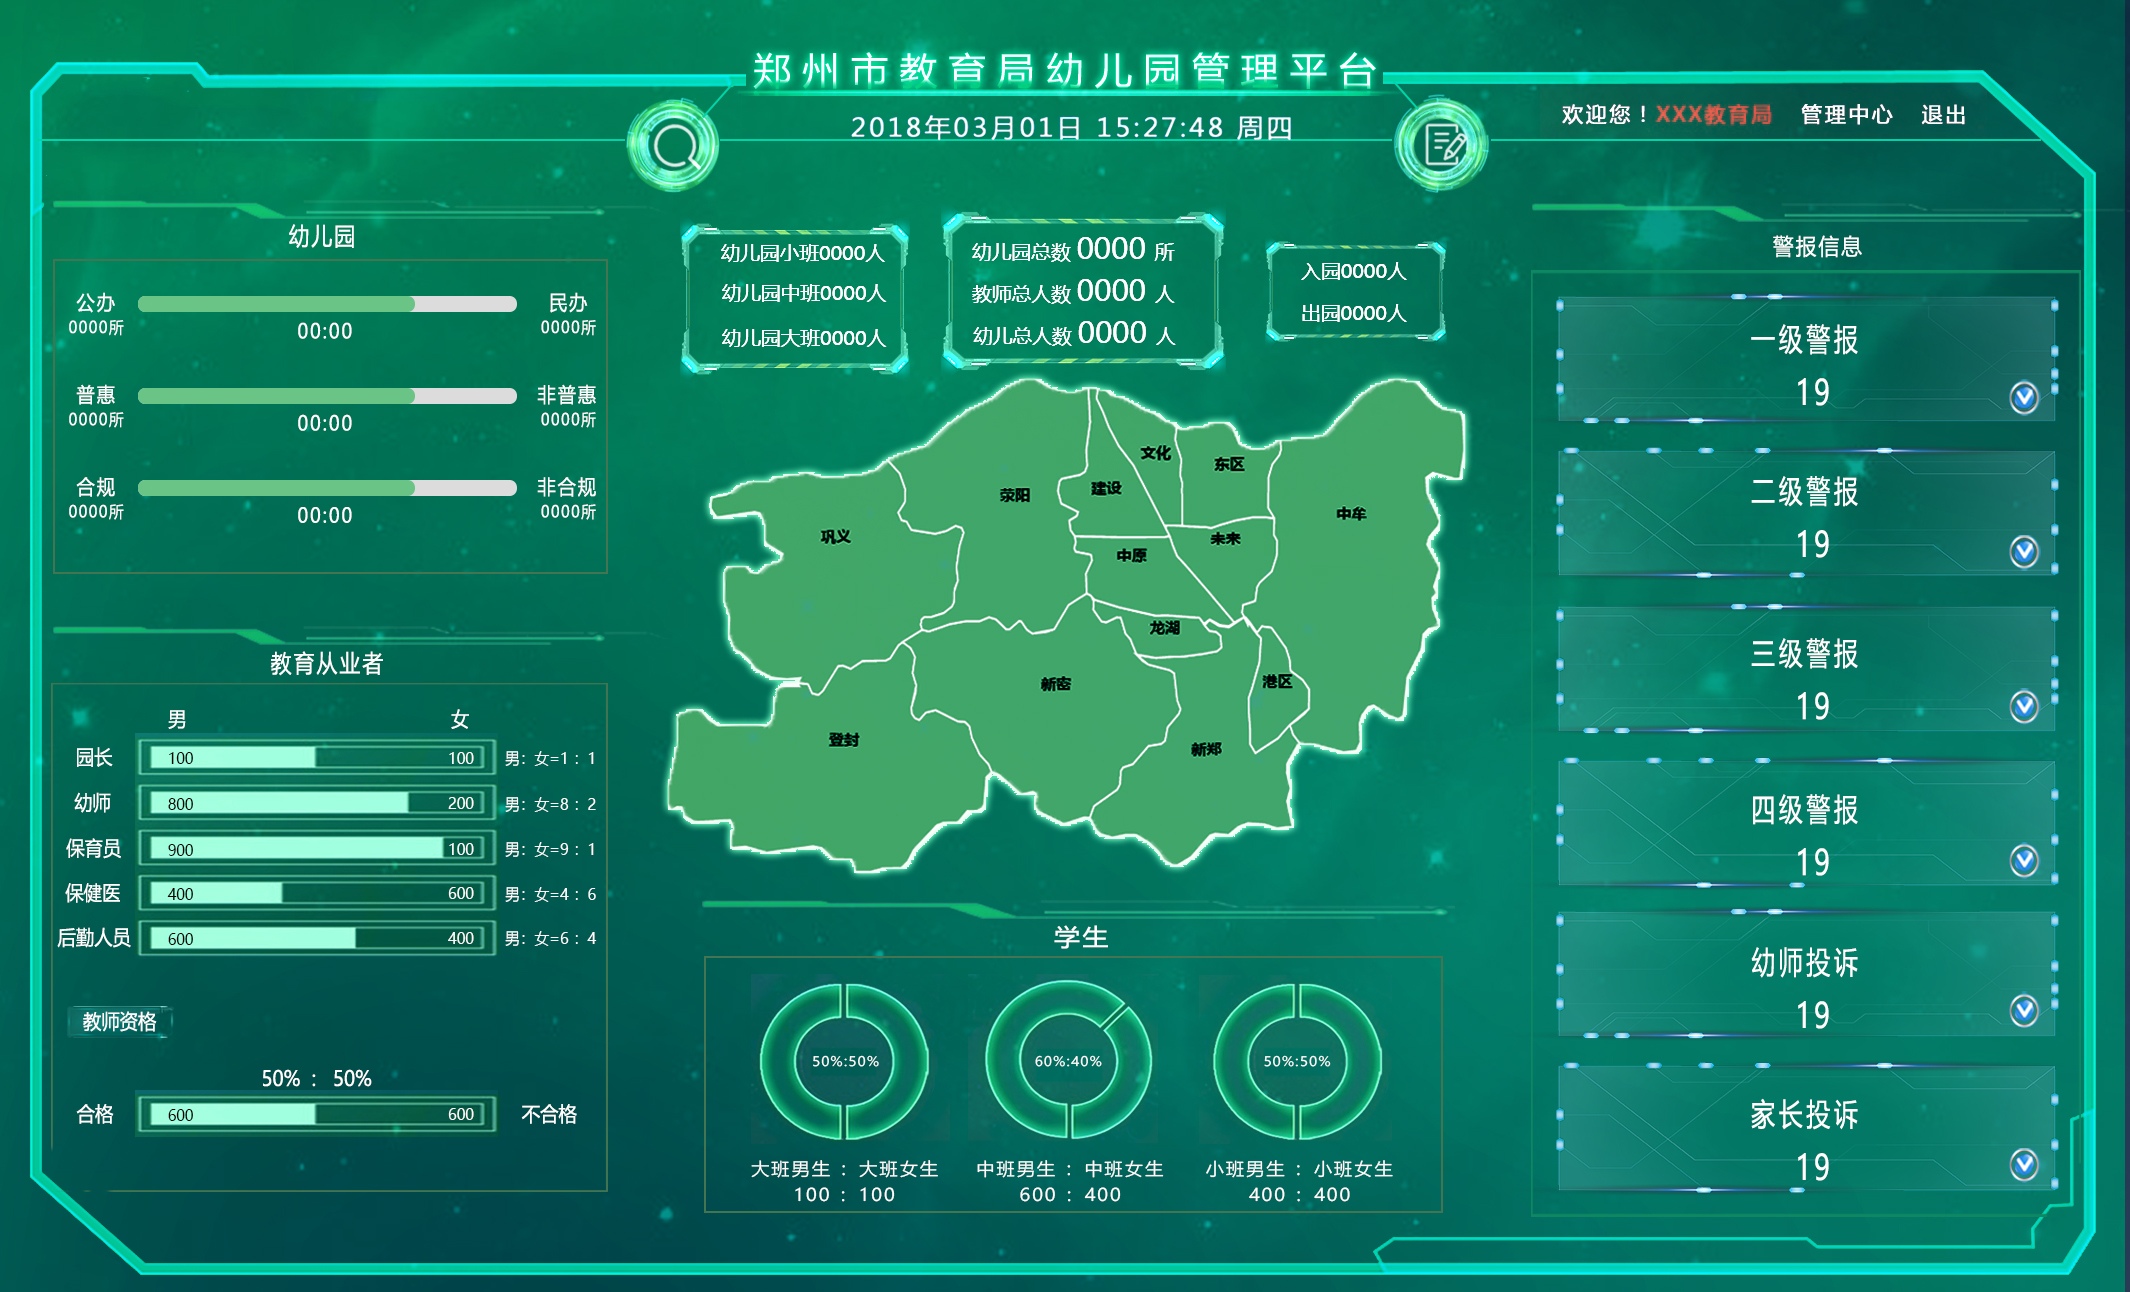 郑州市教育局幼儿园管理平台
2018年03月01日 15:27:48 周四
欢迎您！XXX教育局 管理中心 退出
幼儿园
公办 民办
0000所 00:00 0000所
普惠 非普惠
0000所 00:00 0000所
合规 非合规
0000所 00:00 0000所
教育从业者
男 女
园长 100 100 男：女=1：1
幼师 800 200 男：女=8：2
保育员 900 100 男：女=9：1
保健医 400 600 男：女=4：6
后勤人员 600 400 男：女=6：4
教师资格
50% ： 50%
合格 600 600 不合格
幼儿园小班0000人
幼儿园中班0000人
幼儿园大班0000人
幼儿园总数 0000 所
教师总人数 0000 人
幼儿总人数 0000 人
入园0000人
出园0000人
文化
东区
建设
荥阳
中牟
巩义
未来
中原
龙湖
新密
港区
登封
新郑
学生
50%:50% 60%:40% 50%:50%
大班男生 ： 大班女生 中班男生 ： 中班女生 小班男生 ： 小班女生
100 ： 100 600 ： 400 400 ： 400
警报信息
一级警报
19
二级警报
19
三级警报
19
四级警报
19
幼师投诉
19
家长投诉
19